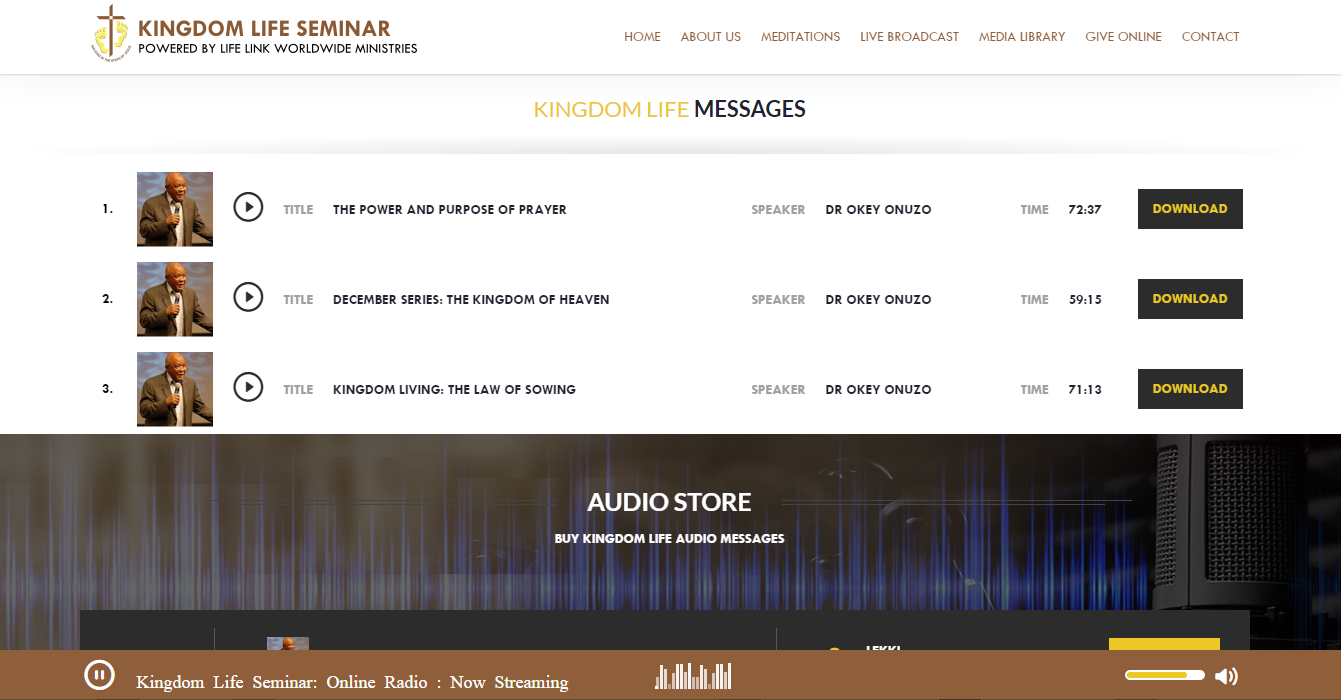 KINGDOM LIFE SEMINAR
POWERED BY LIFE LINK WORLDWIDE MINISTRIES
HOME ABOUT US MEDITATIONS LIVE BROADCAST MEDIA LIBRARY GIVE ONLINE CONTACT
KINGDOM LIFE MESSAGES
1. TITLE THE POWER AND PURPOSE OF PRAYER SPEAKER DR OKEY ONUZO TIME 72:37 DOWNLOAD
2. TITLE DECEMBER SERIES: THE KINGDOM OF HEAVEN SPEAKER DR OKEY ONUZO TIME 59:15 DOWNLOAD
3. TITLE KINGDOM LIVING: THE LAW OF SOWING SPEAKER DR OKEY ONUZO TIME 71:13 DOWNLOAD
AUDIO STORE
BUY KINGDOM LIFE AUDIO MESSAGES
Kingdom Life Seminar: Online Radio : Now Streaming